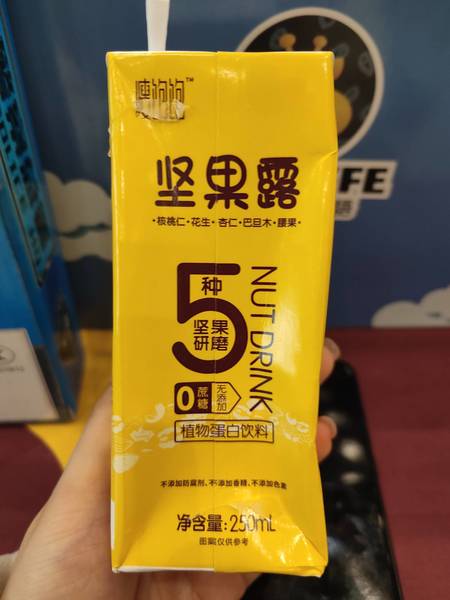 坚果露
·核桃仁·花生·杏仁·巴旦木·腰果·
5种
坚果
研磨
NUT DRINK
0蔗糖
无添加
植物蛋白饮料
不添加防腐剂、不添加香精、不添加色素
净含量:250mL
图案仅供参考
FE